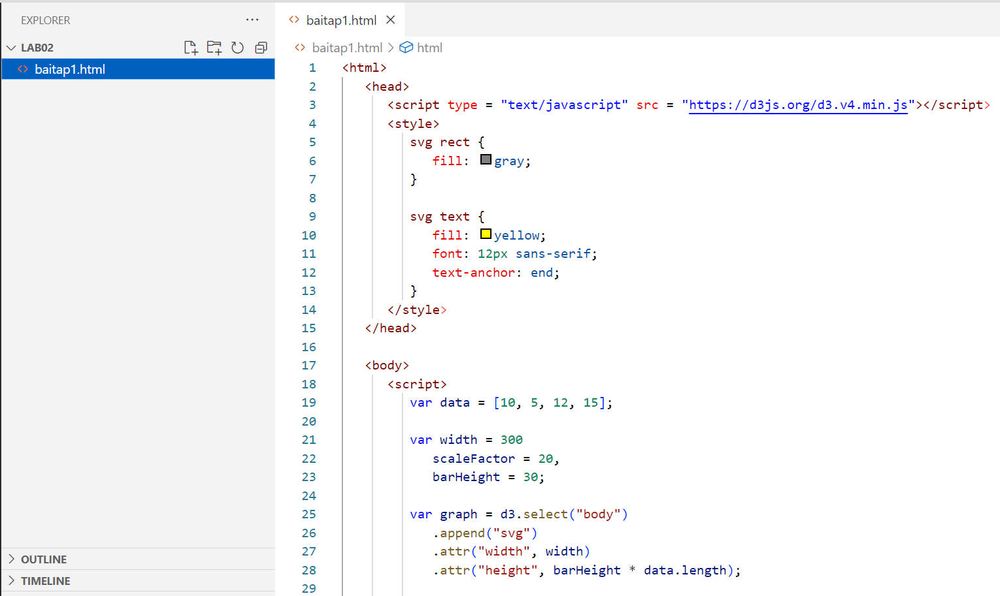 EXPLORER
LAB02
baitap1.html
OUTLINE
TIMELINE
baitap1.html
baitap1.html > html
1 <html>
2 <head>
3 <script type = "text/javascript" src = "https://d3js.org/d3.v4.min.js"></script>
4 <style>
5 svg rect {
6 fill: gray;
7 }
8
9 svg text {
10 fill: yellow;
11 font: 12px sans-serif;
12 text-anchor: end;
13 }
14 </style>
15 </head>
16
17 <body>
18 <script>
19 var data = [10, 5, 12, 15];
20
21 var width = 300
22 scaleFactor = 20,
23 barHeight = 30;
24
25 var graph = d3.select("body")
26 .append("svg")
27 .attr("width", width)
28 .attr("height", barHeight * data.length);
29